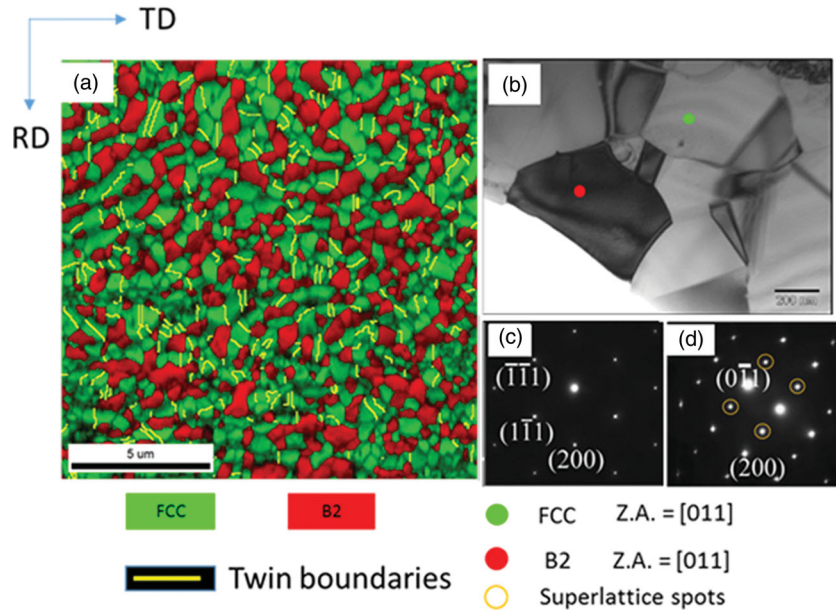 TD
RD
(a)
5 um
(b)
200 nm
(c)
(1̅1̅1)
(11̅1)
(200)
(d)
(01̅1)
(200)
FCC
B2
Twin boundaries
FCC Z.A. = [011]
B2 Z.A. = [011]
Superlattice spots